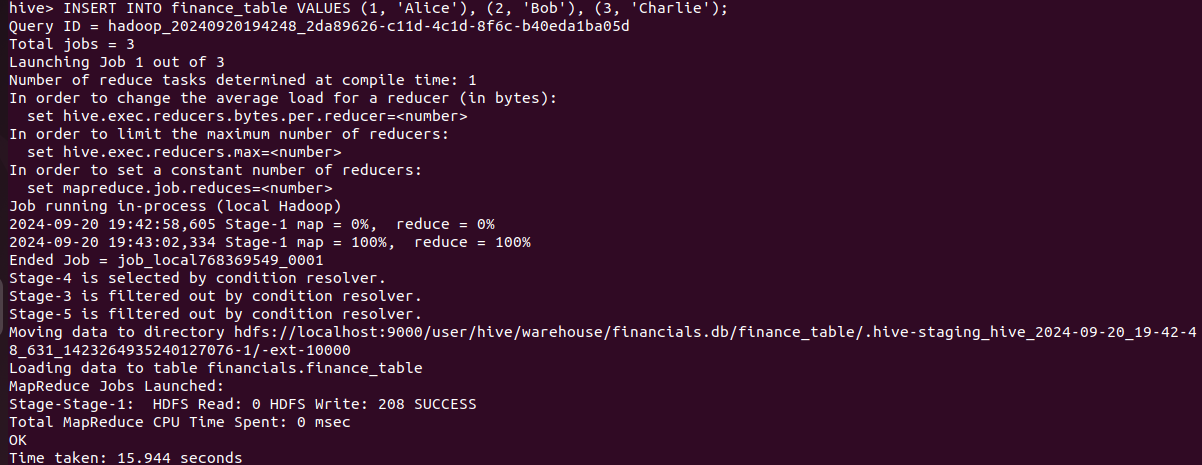 hive> INSERT INTO finance_table VALUES (1, 'Alice'), (2, 'Bob'), (3, 'Charlie');
Query ID = hadoop_20240920194248_2da89626-c11d-4c1d-8f6c-b40eda1ba05d
Total jobs = 3
Launching Job 1 out of 3
Number of reduce tasks determined at compile time: 1
In order to change the average load for a reducer (in bytes):
  set hive.exec.reducers.bytes.per.reducer=<number>
In order to limit the maximum number of reducers:
  set hive.exec.reducers.max=<number>
In order to set a constant number of reducers:
  set mapreduce.job.reduces=<number>
Job running in-process (local Hadoop)
2024-09-20 19:42:58,605 Stage-1 map = 0%,  reduce = 0%
2024-09-20 19:43:02,334 Stage-1 map = 100%,  reduce = 100%
Ended Job = job_local768369549_0001
Stage-4 is selected by condition resolver.
Stage-3 is filtered out by condition resolver.
Stage-5 is filtered out by condition resolver.
Moving data to directory hdfs://localhost:9000/user/hive/warehouse/financials.db/finance_table/.hive-staging_hive_2024-09-20_19-42-4
8_631_1423264935240127076-1/-ext-10000
Loading data to table financials.finance_table
MapReduce Jobs Launched:
Stage-Stage-1:  HDFS Read: 0 HDFS Write: 208 SUCCESS
Total MapReduce CPU Time Spent: 0 msec
OK
Time taken: 15.944 seconds